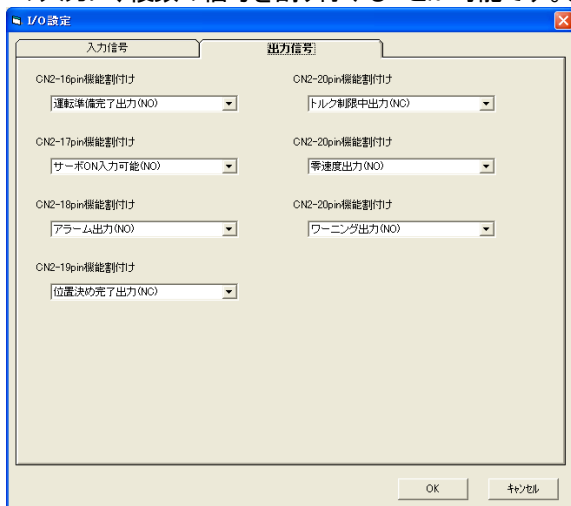 I/O設定
入力信号
出力信号
CN2-16pin機能割付け
運転準備完了出力(NO)
CN2-17pin機能割付け
サーボON入力可能(NO)
CN2-18pin機能割付け
アラーム出力(NO)
CN2-19pin機能割付け
位置決め完了出力(NC)
CN2-20pin機能割付け
トルク制限中出力(NC)
CN2-20pin機能割付け
零速度出力(NO)
CN2-20pin機能割付け
ワーニング出力(NO)
OK
キャンセル